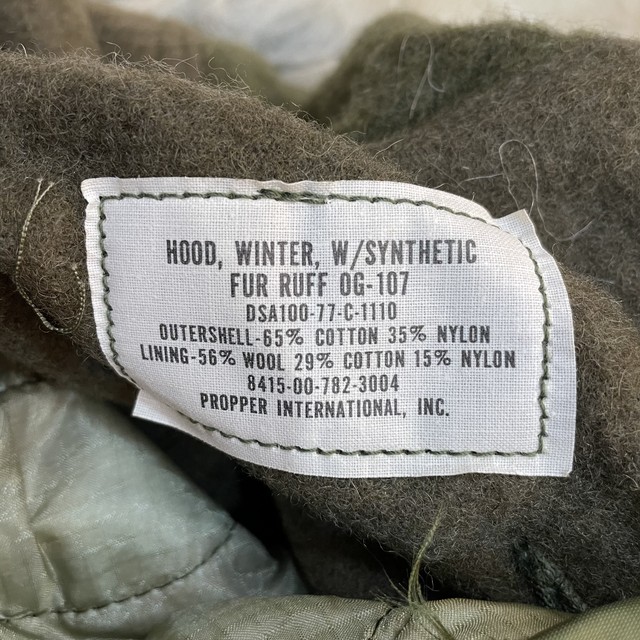 HOOD, WINTER, W/SYNTHETIC
FUR RUFF OG-107
DSA100-77-C-1110
OUTERSHELL-65% COTTON 35% NYLON
LINING-56% WOOL 29% COTTON 15% NYLON
8415-00-782-3004
PROPPER INTERNATIONAL, INC.